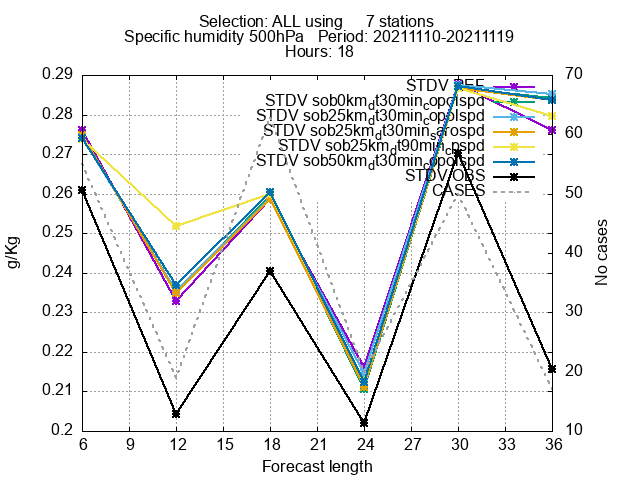 Selection: ALL using 7 stations
Specific humidity 500hPa Period: 20211110-20211119
Hours: 18
STDV REF
STDV sob0km_dt30min_copolspd
STDV sob25km_dt30min_copolspd
STDV sob25km_dt30min_sarospd
STDV sob25km_dt90min_cpspd
STDV sob50km_dt30min_copolspd
STDV OBS
CASES
0.29
0.28
0.27
0.26
0.25
0.24
0.23
0.22
0.21
0.2
g/Kg
70
60
50
40
30
20
10
No cases
6 9 12 15 18 21 24 27 30 33 36
Forecast length